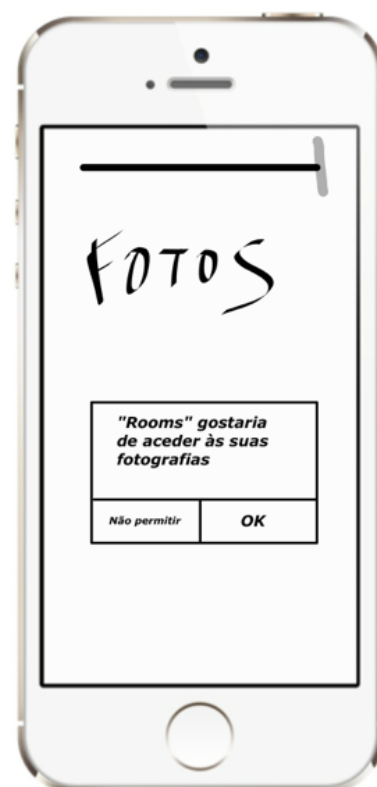 FOTOS
"Rooms" gostaria
de aceder às suas
fotografias
Não permitir OK